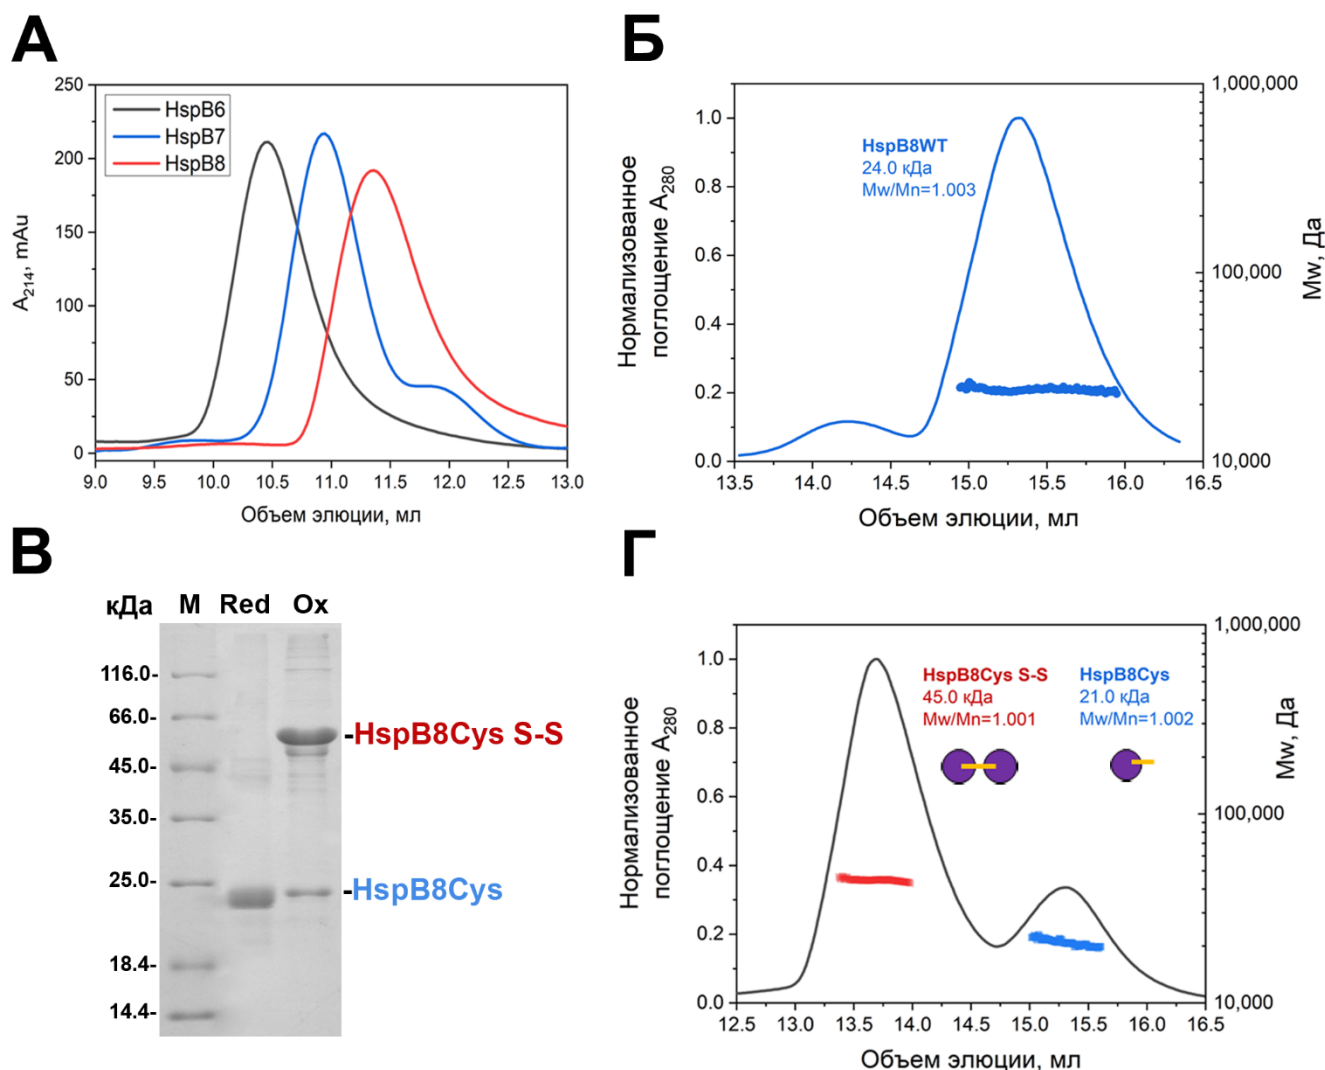 А
250
200
150
100
50
0
A214, mAu
HspB6
HspB7
HspB8
9.0 9.5 10.0 10.5 11.0 11.5 12.0 12.5 13.0
Объем элюции, мл
Б
1.0
0.8
0.6
0.4
0.2
0.0
Нормализованное
поглощение A280
HspB8WT
24.0 кДа
Mw/Mn=1.003
1,000,000
100,000
10,000
Mw, Да
13.5 14.0 14.5 15.0 15.5 16.0 16.5
Объем элюции, мл
В
кДа M Red Ox
116.0-
66.0-
45.0-
35.0-
25.0-
18.4-
14.4-
-HspB8Cys S-S
-HspB8Cys
Г
1.0
0.8
0.6
0.4
0.2
0.0
Нормализованное
поглощение A280
HspB8Cys S-S
45.0 кДа
Mw/Mn=1.001
HspB8Cys
21.0 кДа
Mw/Mn=1.002
1,000,000
100,000
10,000
Mw, Да
12.5 13.0 13.5 14.0 14.5 15.0 15.5 16.0 16.5
Объем элюции, мл